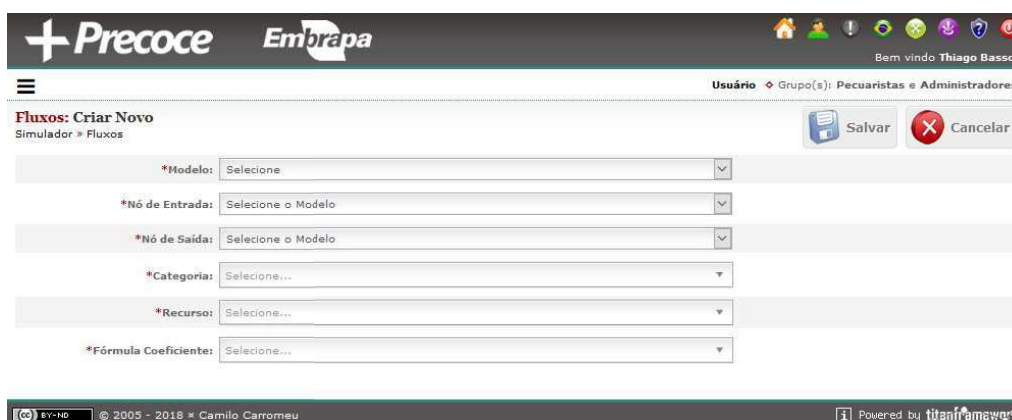 +Precoce Embrapa
Bem vindo Thiago Basso
Usuário ◇ Grupo(s): Pecuaristas e Administradores
Fluxos: Criar Novo
Simulador » Fluxos
Salvar Cancelar
*Modelo: Selecione
*Nó de Entrada: Selecione o Modelo
*Nó de Saída: Selecione o Modelo
*Categoria: Selecione...
*Recurso: Selecione...
*Fórmula Coeficiente: Selecione...
(cc) BY-ND © 2005 - 2018 × Camilo Carromeu
i Powered by titanframework